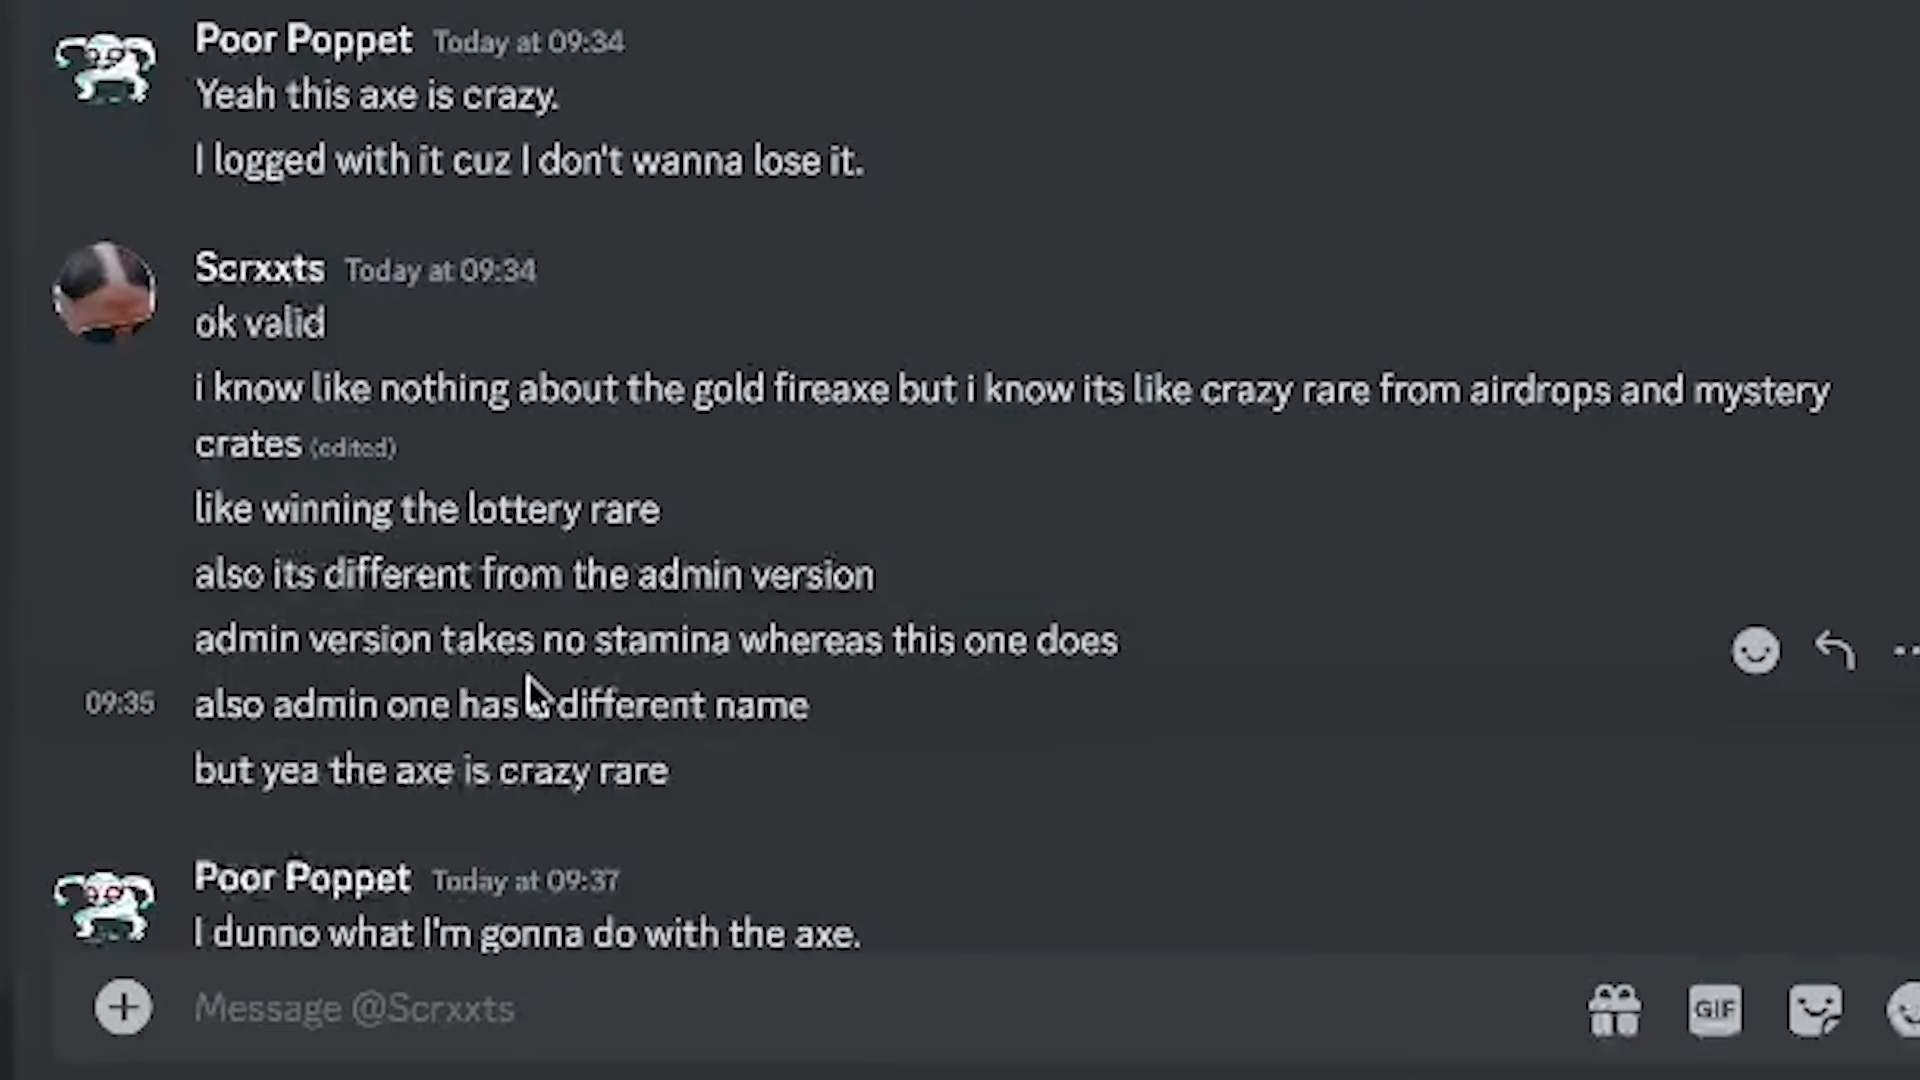 Poor Poppet Today at 09:34
Yeah this axe is crazy.
I logged with it cuz I don't wanna lose it.
Scrxxts Today at 09:34
ok valid
i know like nothing about the gold fireaxe but i know its like crazy rare from airdrops and mystery
crates (edited)
like winning the lottery rare
also its different from the admin version
admin version takes no stamina whereas this one does
09:35 also admin one has different name
but yea the axe is crazy rare
Poor Poppet Today at 09:37
I dunno what I'm gonna do with the axe.
Message @Scrxxts
GIF